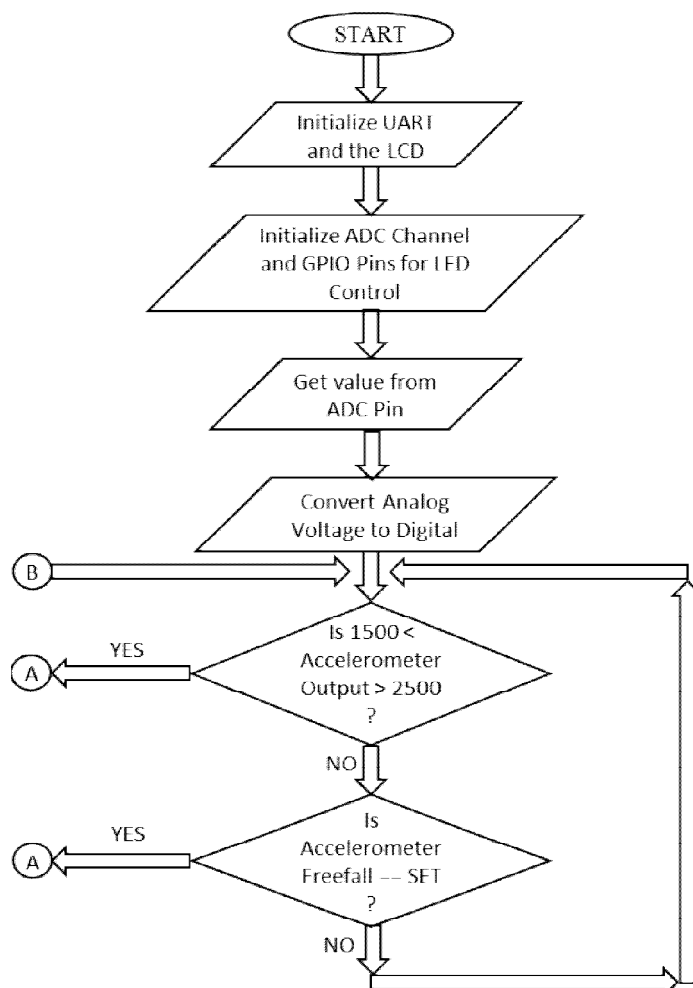 START
Initialize UART
and the LCD
Initialize ADC Channel
and GPIO Pins for LED
Control
Get value from
ADC Pin
Convert Analog
Voltage to Digital
B
Is 1500 <
Accelerometer
Output > 2500
?
YES
A
NO
Is
Accelerometer
Freefall == SET
?
YES
A
NO